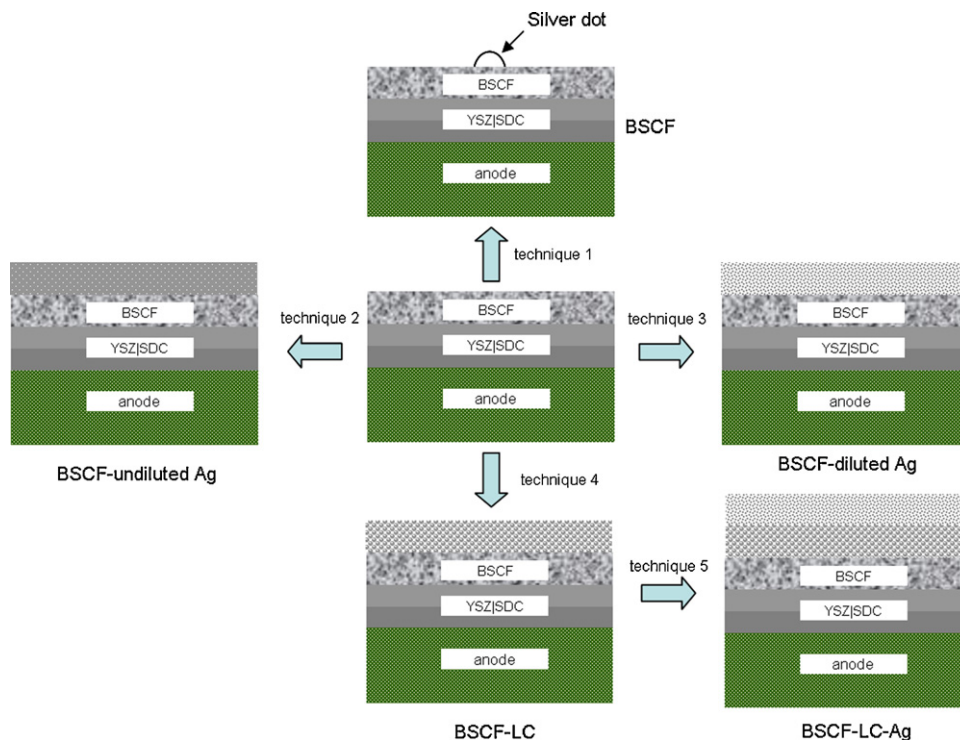 Silver dot
BSCF
YSZ|SDC
BSCF
anode
technique 1
BSCF
YSZ|SDC
anode
BSCF-undiluted Ag
technique 2
BSCF
YSZ|SDC
anode
technique 3
BSCF
YSZ|SDC
anode
BSCF-diluted Ag
technique 4
BSCF
YSZ|SDC
anode
BSCF-LC
technique 5
BSCF
YSZ|SDC
anode
BSCF-LC-Ag